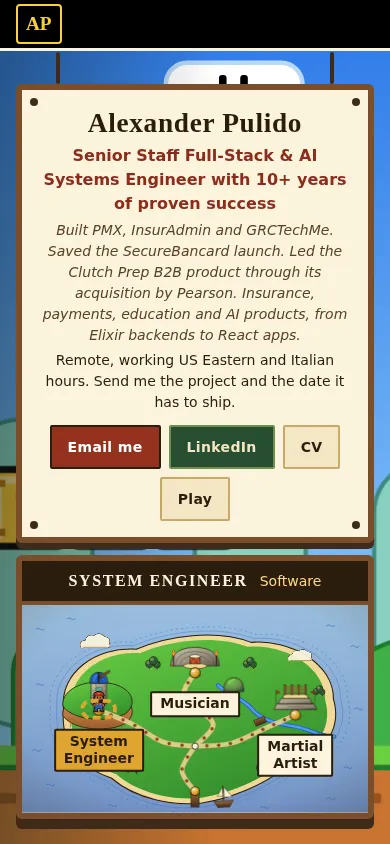 AP
Alexander Pulido
Senior Staff Full-Stack & AI
Systems Engineer with 10+ years
of proven success
Built PMX, InsurAdmin and GRCTechMe.
Saved the SecureBancard launch. Led the
Clutch Prep B2B product through its
acquisition by Pearson. Insurance,
payments, education and AI products, from
Elixir backends to React apps.
Remote, working US Eastern and Italian
hours. Send me the project and the date it
has to ship.
Email me
LinkedIn
CV
Play
SYSTEM ENGINEER Software
Musician
System
Engineer
Martial
Artist